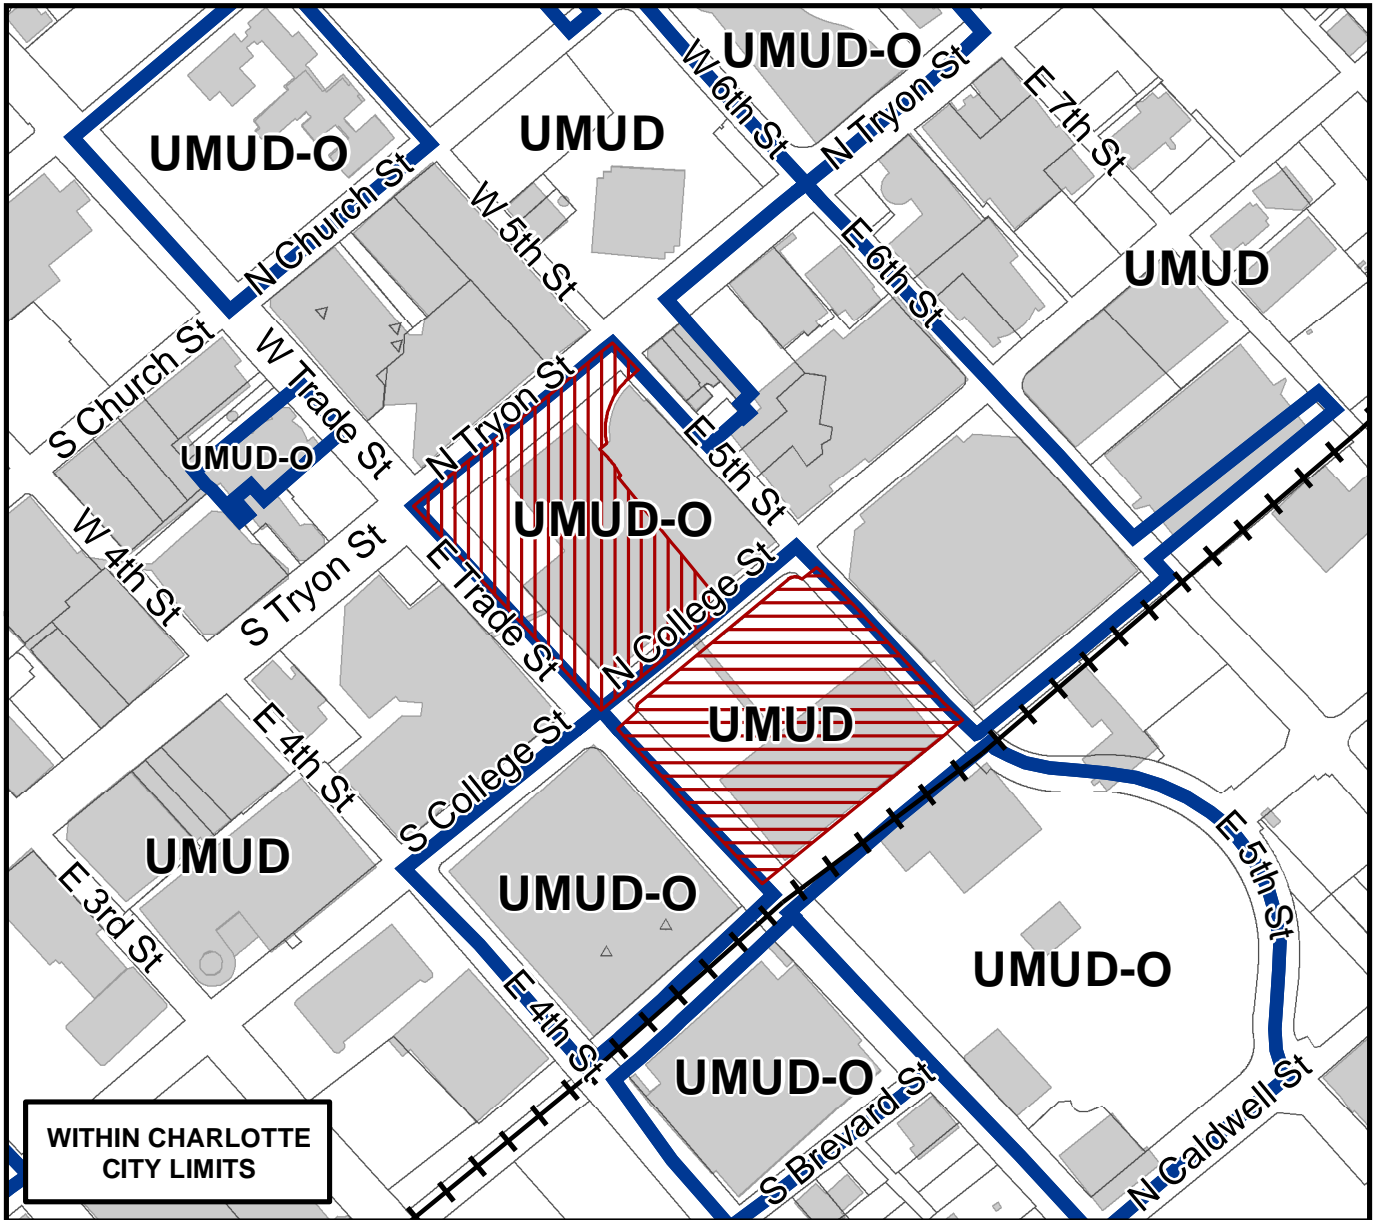 UMUD-O
W 6th St
N Tryon St
E 7th St
UMUD
UMUD-O
N Church St
W 5th St
E 6th St
UMUD
S Church St
W Trade St
UMUD-O
N Tryon St
E 5th St
W 4th St
S Tryon St
UMUD-O
E Trade St
N College St
UMUD
E 4th St
S College St
UMUD
E 3rd St
UMUD-O
E 5th St
UMUD-O
E 4th St
UMUD-O
S Brevard St
N Caldwell St
WITHIN CHARLOTTE
CITY LIMITS